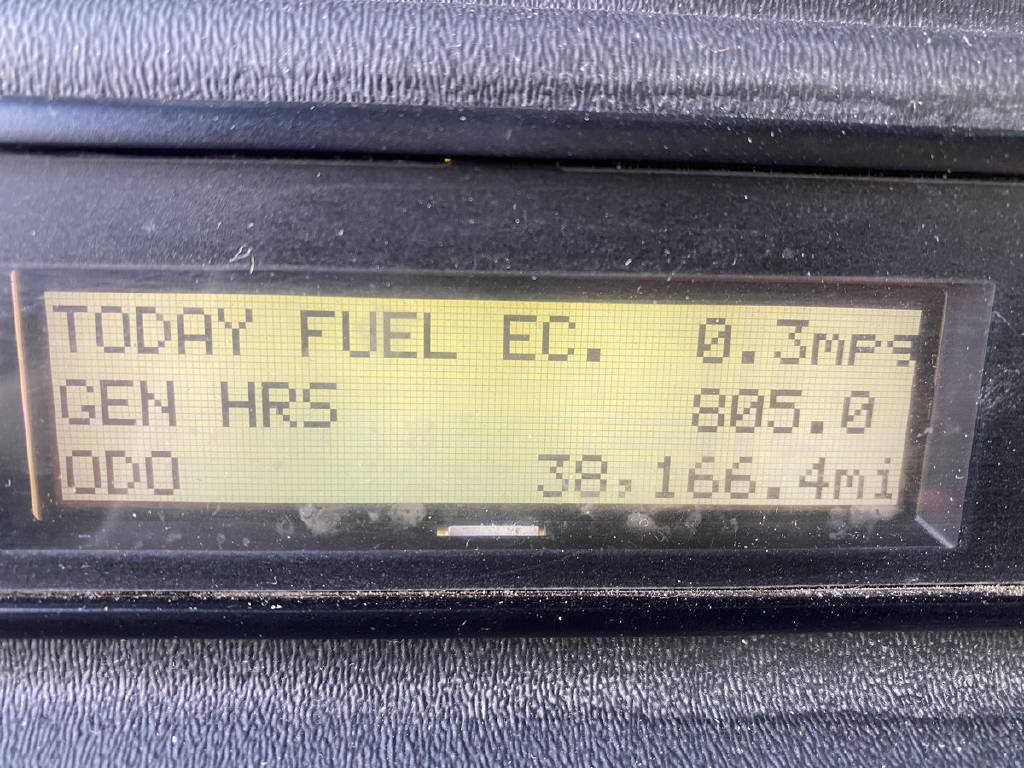 TODAY FUEL EC. 0.3mpg
GEN HRS 805.0
ODO 38,166.4mi